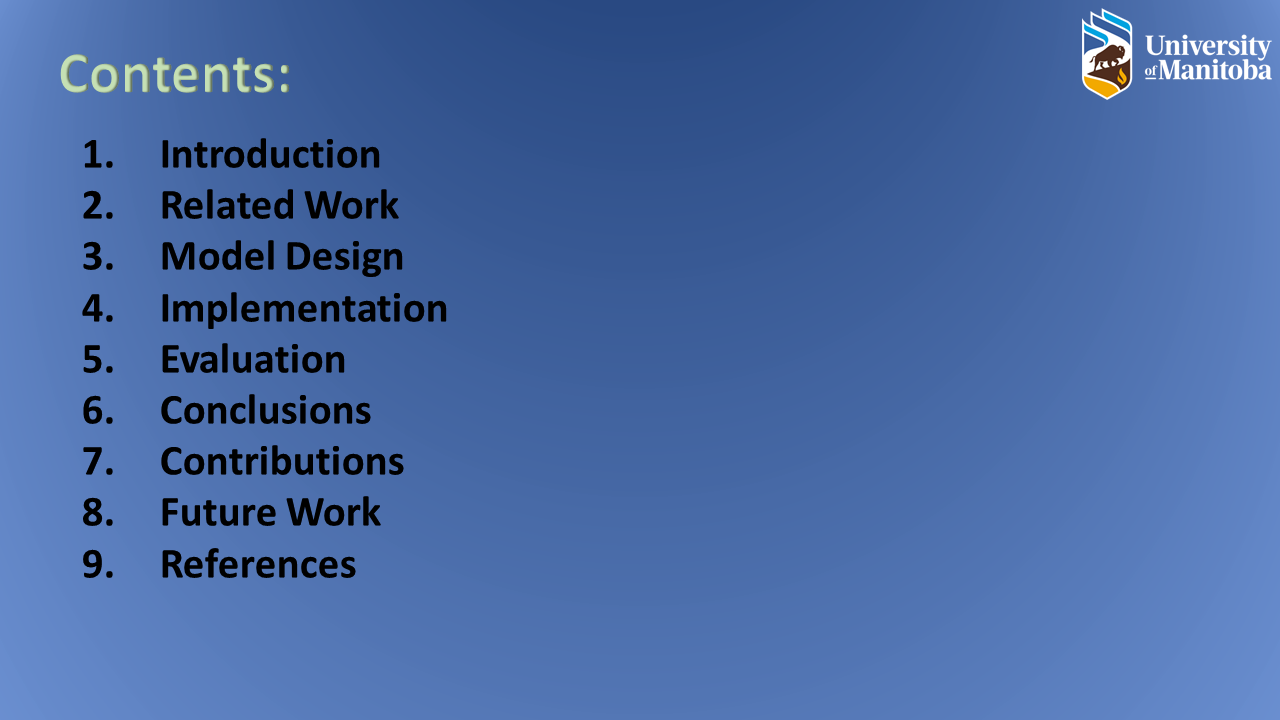 Contents:
University
of Manitoba
1. Introduction
2. Related Work
3. Model Design
4. Implementation
5. Evaluation
6. Conclusions
7. Contributions
8. Future Work
9. References